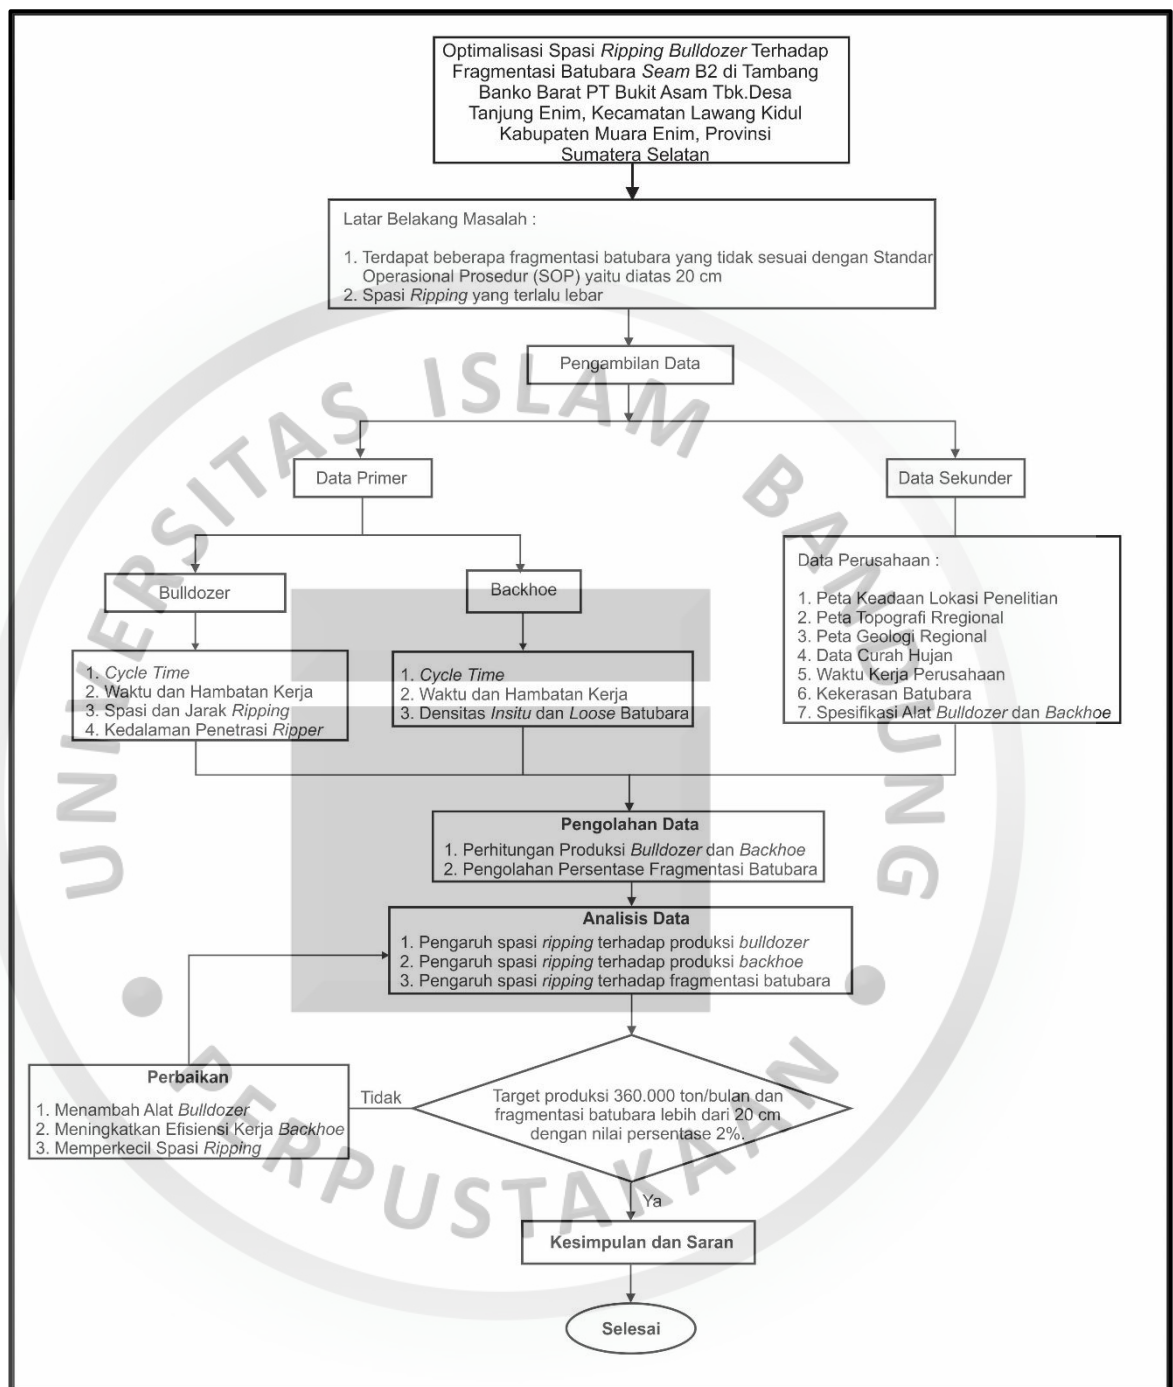 Optimalisasi Spasi Ripping Bulldozer Terhadap
Fragmentasi Batubara Seam B2 di Tambang
Banko Barat PT Bukit Asam Tbk.Desa
Tanjung Enim, Kecamatan Lawang Kidul
Kabupaten Muara Enim, Provinsi
Sumatera Selatan
Latar Belakang Masalah :
1. Terdapat beberapa fragmentasi batubara yang tidak sesuai dengan Standar
Operasional Prosedur (SOP) yaitu diatas 20 cm
2. Spasi Ripping yang terlalu lebar
Pengambilan Data
Data Primer
Data Sekunder
Bulldozer
Backhoe
1. Cycle Time
2. Waktu dan Hambatan Kerja
3. Spasi dan Jarak Ripping
4. Kedalaman Penetrasi Ripper
1. Cycle Time
2. Waktu dan Hambatan Kerja
3. Densitas Insitu dan Loose Batubara
Data Perusahaan :
1. Peta Keadaan Lokasi Penelitian
2. Peta Topografi Rregional
3. Peta Geologi Regional
4. Data Curah Hujan
5. Waktu Kerja Perusahaan
6. Kekerasan Batubara
7. Spesifikasi Alat Bulldozer dan Backhoe
Pengolahan Data
1. Perhitungan Produksi Bulldozer dan Backhoe
2. Pengolahan Persentase Fragmentasi Batubara
Analisis Data
1. Pengaruh spasi ripping terhadap produksi bulldozer
2. Pengaruh spasi ripping terhadap produksi backhoe
3. Pengaruh spasi ripping terhadap fragmentasi batubara
Target produksi 360.000 ton/bulan dan
fragmentasi batubara lebih dari 20 cm
dengan nilai persentase 2%.
Tidak
Perbaikan
1. Menambah Alat Bulldozer
2. Meningkatkan Efisiensi Kerja Backhoe
3. Memperkecil Spasi Ripping
Ya
Kesimpulan dan Saran
Selesai
UNIVERSITAS ISLAM BANDUNG
PERPUSTAKAAN